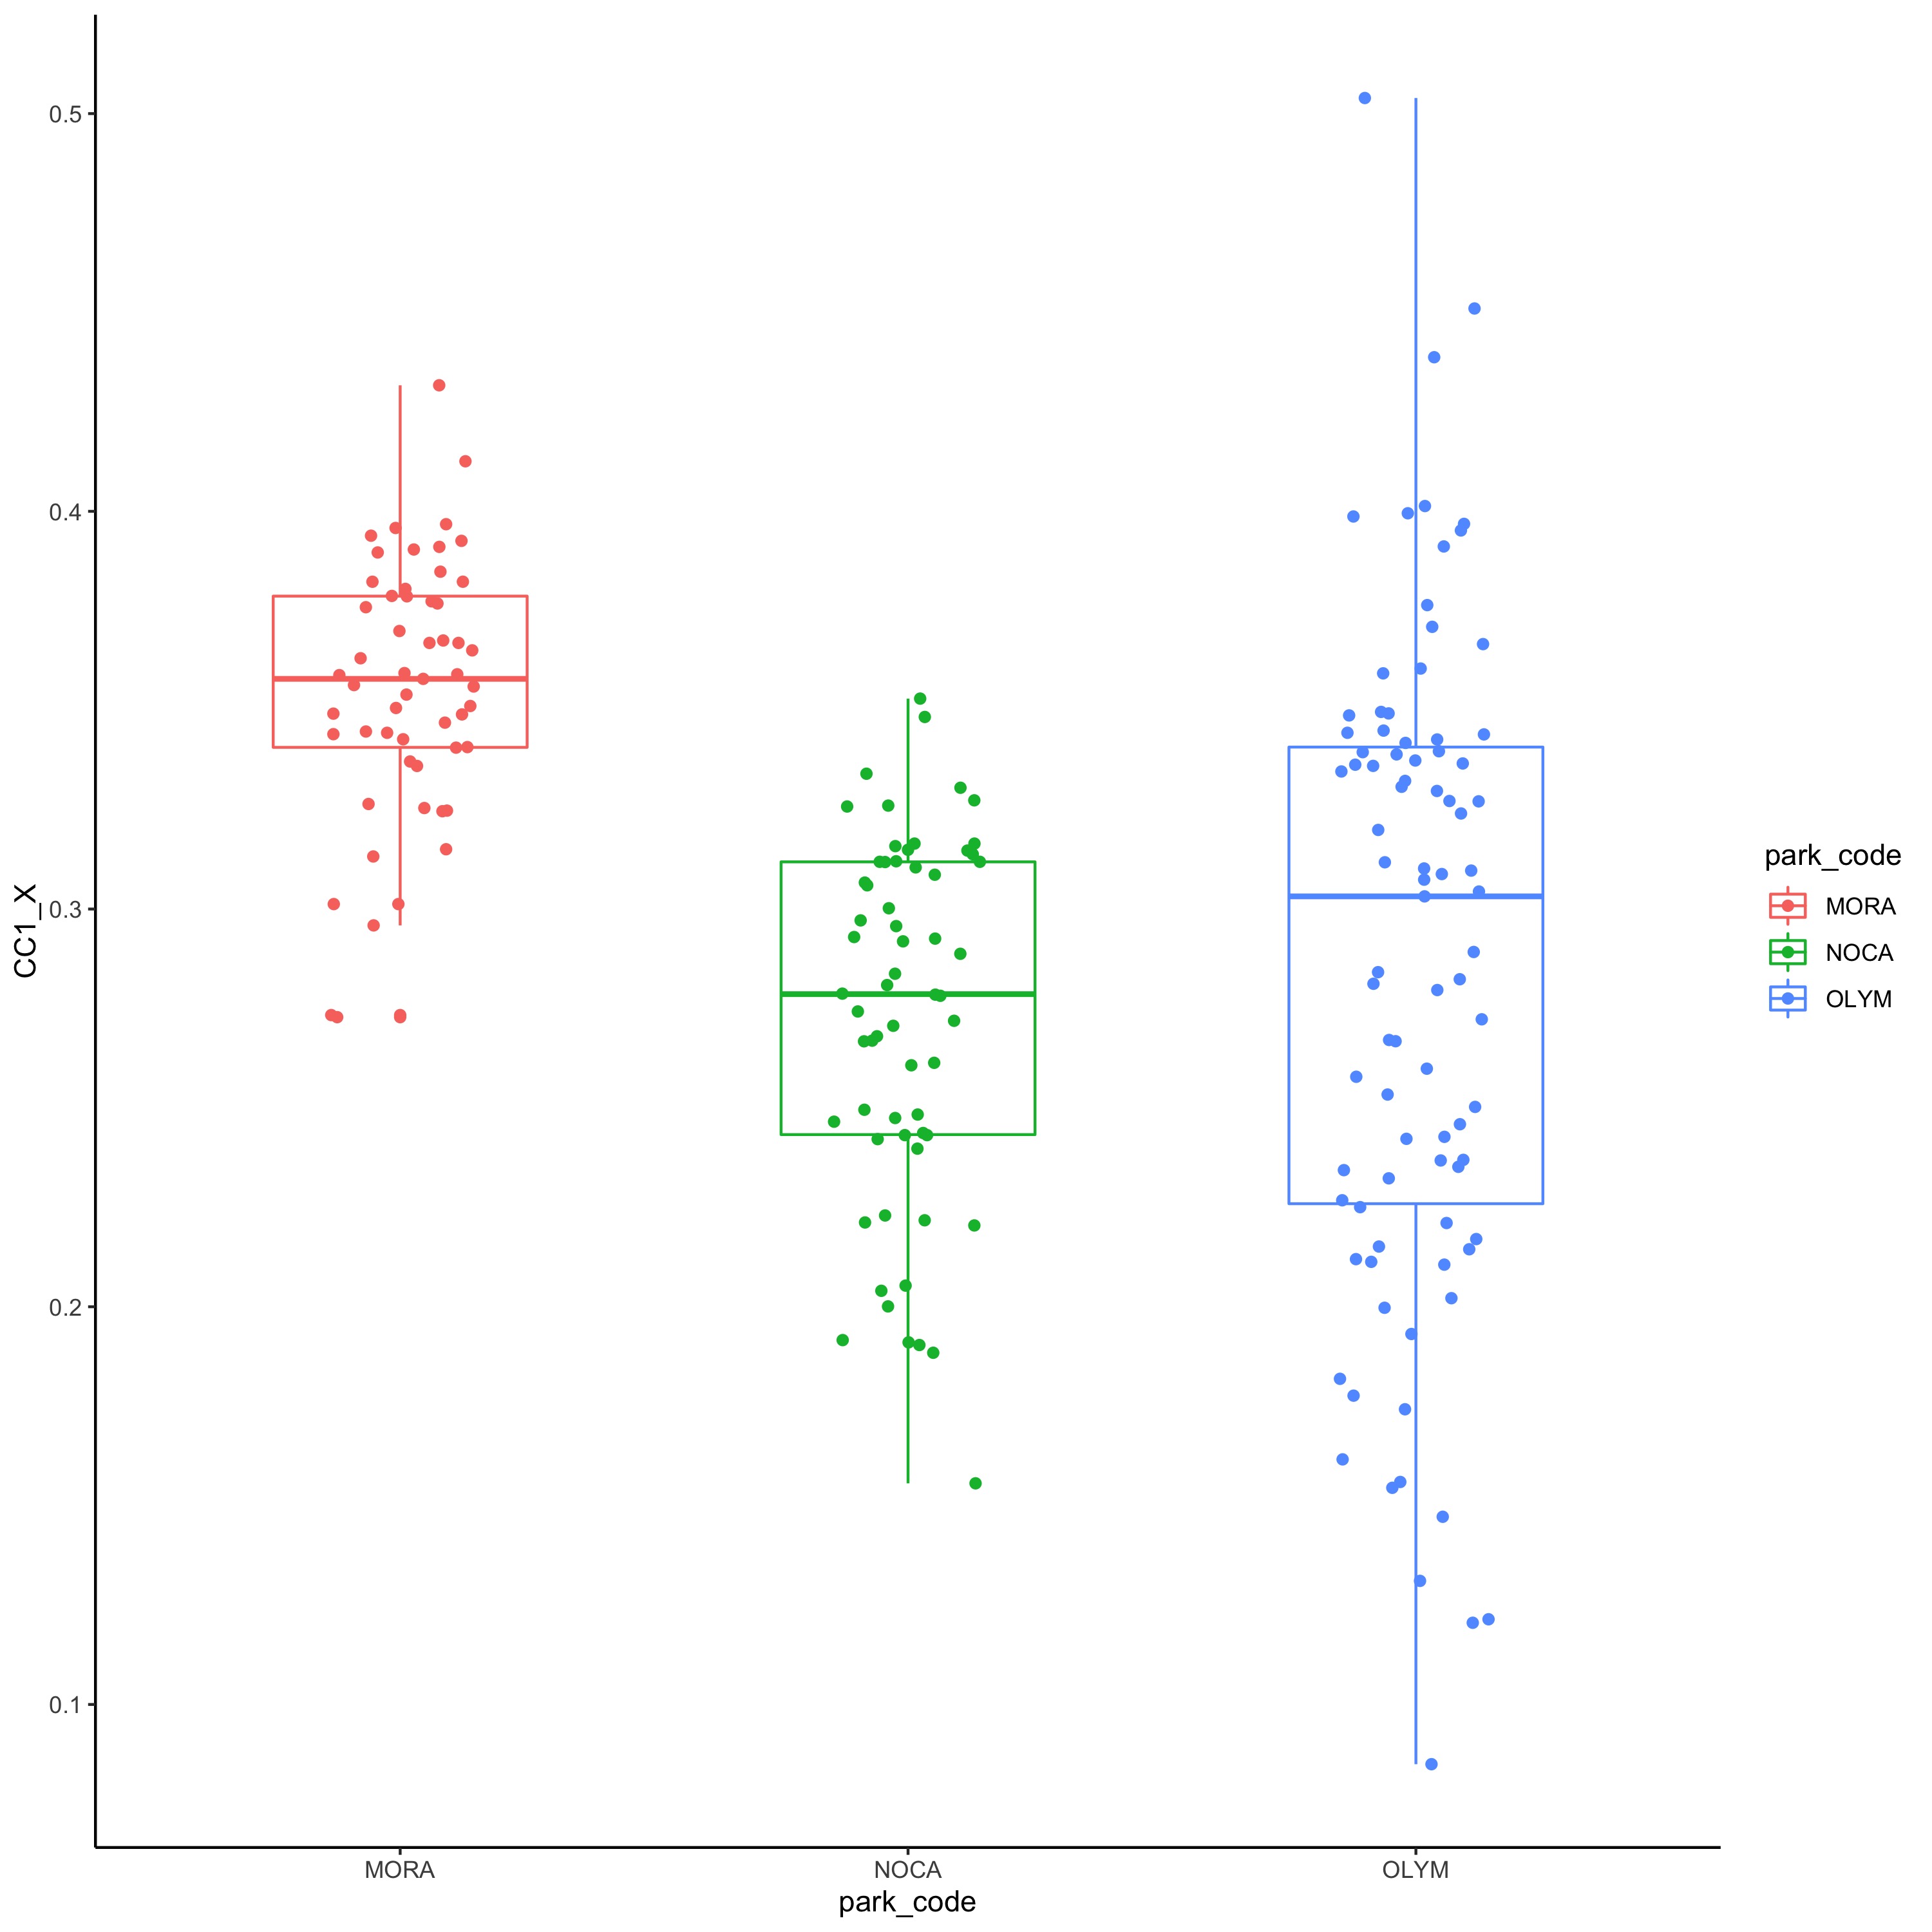 0.5
0.4
0.3
0.2
0.1
CC1_X
MORA
NOCA
OLYM
park_code
park_code
MORA
NOCA
OLYM